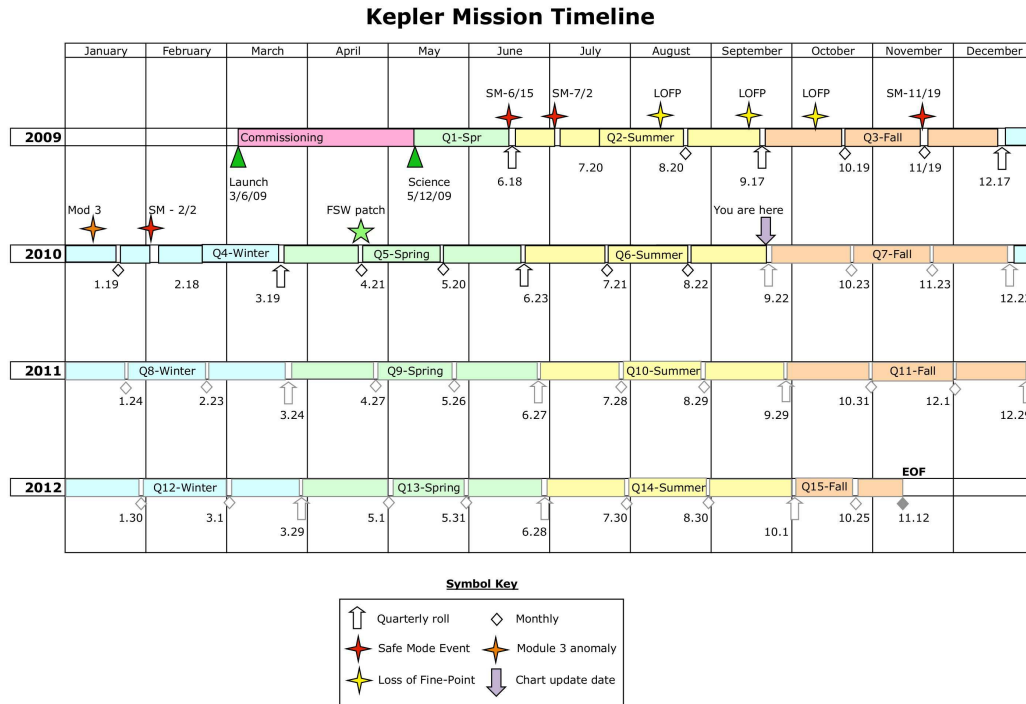 Kepler Mission Timeline
January February March April May June July August September October November December
SM-6/15 SM-7/2 LOFP LOFP LOFP SM-11/19
2009 Commissioning Q1-Spr Q2-Summer Q3-Fall
6.18 7.20 8.20 9.17 10.19 11/19 12.17
Launch
3/6/09
Science
5/12/09
Mod 3 SM - 2/2 FSW patch You are here
2010 Q4-Winter Q5-Spring Q6-Summer Q7-Fall
1.19 2.18 3.19 4.21 5.20 6.23 7.21 8.22 9.22 10.23 11.23 12.22
2011 Q8-Winter Q9-Spring Q10-Summer Q11-Fall
1.24 2.23 3.24 4.27 5.26 6.27 7.28 8.29 9.29 10.31 12.1 12.29
EOF
2012 Q12-Winter Q13-Spring Q14-Summer Q15-Fall
1.30 3.1 3.29 5.1 5.31 6.28 7.30 8.30 10.1 10.25 11.12
Symbol Key
Quarterly roll Monthly
Safe Mode Event Module 3 anomaly
Loss of Fine-Point Chart update date